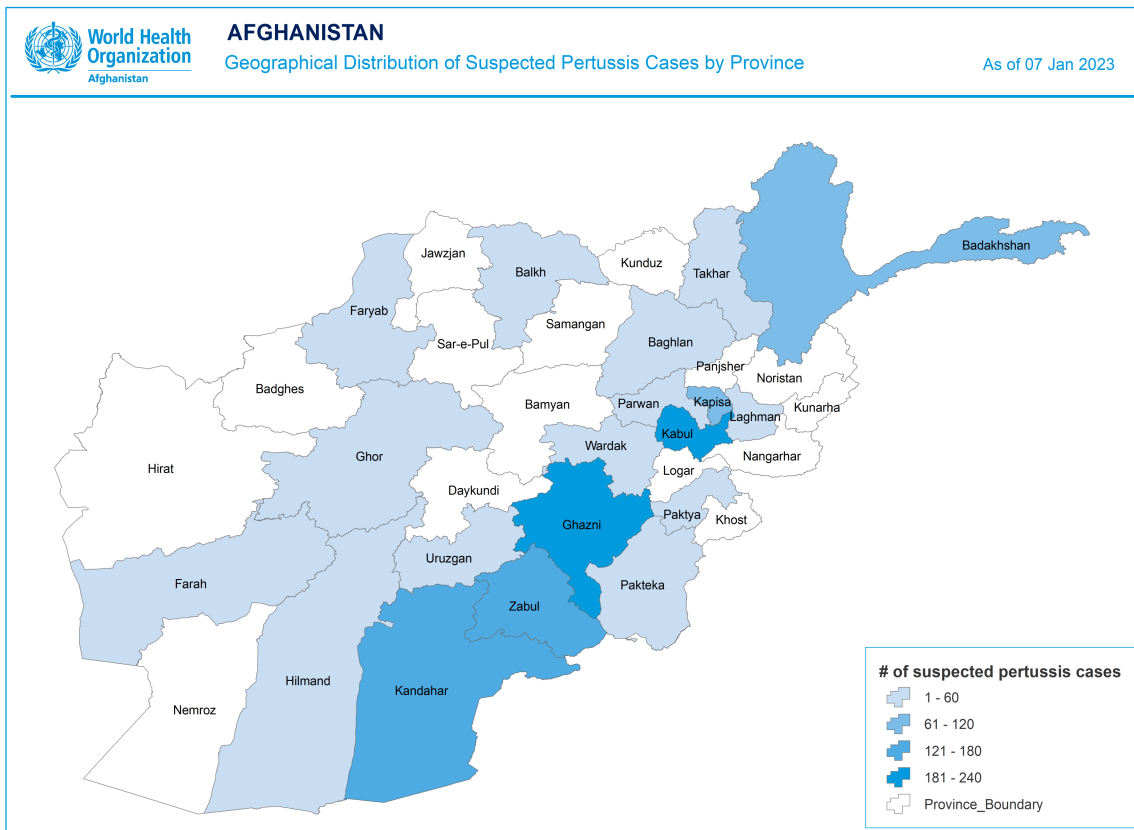 World Health
Organization
Afghanistan
AFGHANISTAN
Geographical Distribution of Suspected Pertussis Cases by Province
As of 07 Jan 2023
Jawzjan
Balkh
Kunduz
Takhar
Badakhshan
Faryab
Samangan
Sar-e-Pul
Baghlan
Panjsher
Noristan
Badghes
Bamyan
Parwan
Kapisa
Laghman
Kunarha
Kabul
Wardak
Ghor
Nangarhar
Hirat
Logar
Daykundi
Paktya
Khost
Ghazni
Uruzgan
Farah
Pakteka
Zabul
Hilmand
Kandahar
Nemroz
# of suspected pertussis cases
1 - 60
61 - 120
121 - 180
181 - 240
Province_Boundary